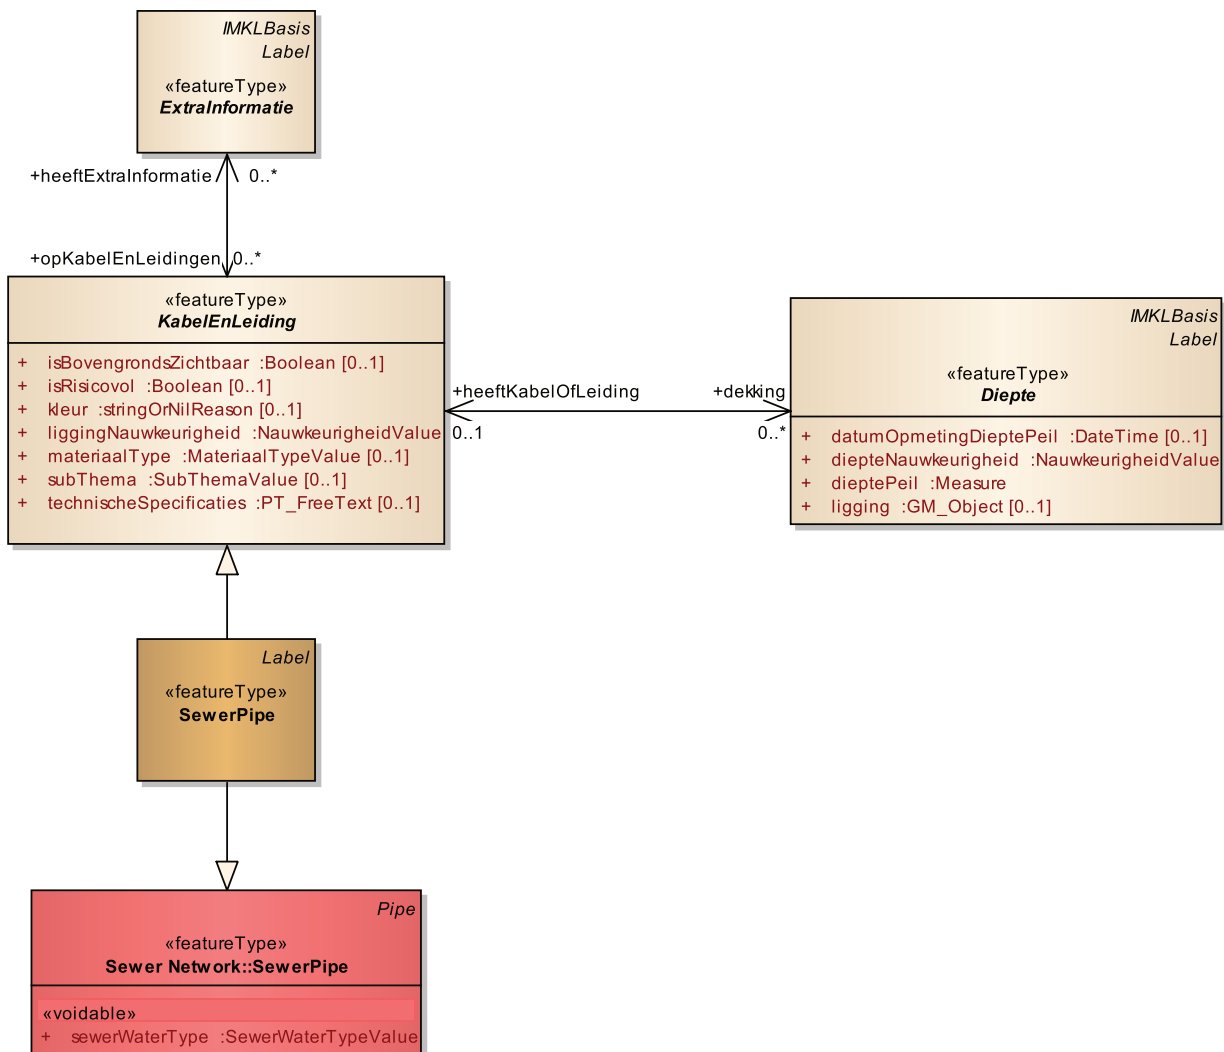 IMKLBasis
Label
«featureType»
ExtraInformatie
+heeftExtraInformatie 0..*
+opKabelEnLeidingen 0..*
«featureType»
KabelEnLeiding
+ isBovengrondsZichtbaar :Boolean [0..1]
+ isRisicovol :Boolean [0..1]
+ kleur :stringOrNilReason [0..1]
+ liggingNauwkeurigheid :NauwkeurigheidValue
+ materiaalType :MateriaalTypeValue [0..1]
+ subThema :SubThemaValue [0..1]
+ technischeSpecificaties :PT_FreeText [0..1]
+heeftKabelOfLeiding +dekking
0..1 0..*
IMKLBasis
Label
«featureType»
Diepte
+ datumOpmetingDieptePeil :DateTime [0..1]
+ diepteNauwkeurigheid :NauwkeurigheidValue
+ dieptePeil :Measure
+ ligging :GM_Object [0..1]
Label
«featureType»
SewerPipe
Pipe
«featureType»
Sewer Network::SewerPipe
«voidable»
+ sewerWaterType :SewerWaterTypeValue